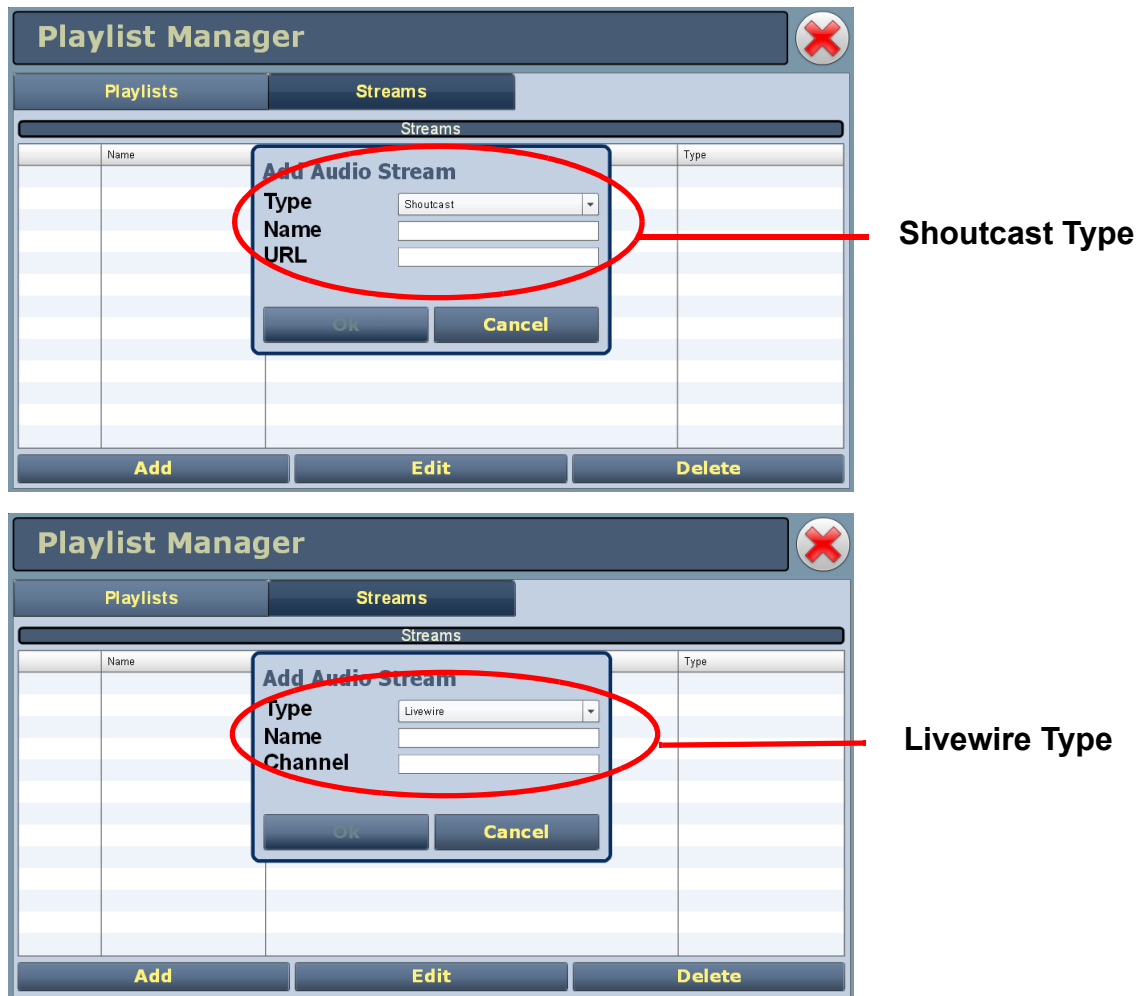 Playlist Manager
Playlists Streams
Streams
Name Type
Add Audio Stream
Type Shoutcast
Name
URL
Ok Cancel
Add Edit Delete
Shoutcast Type
Playlist Manager
Playlists Streams
Streams
Name Type
Add Audio Stream
Type Livewire
Name
Channel
Ok Cancel
Add Edit Delete
Livewire Type